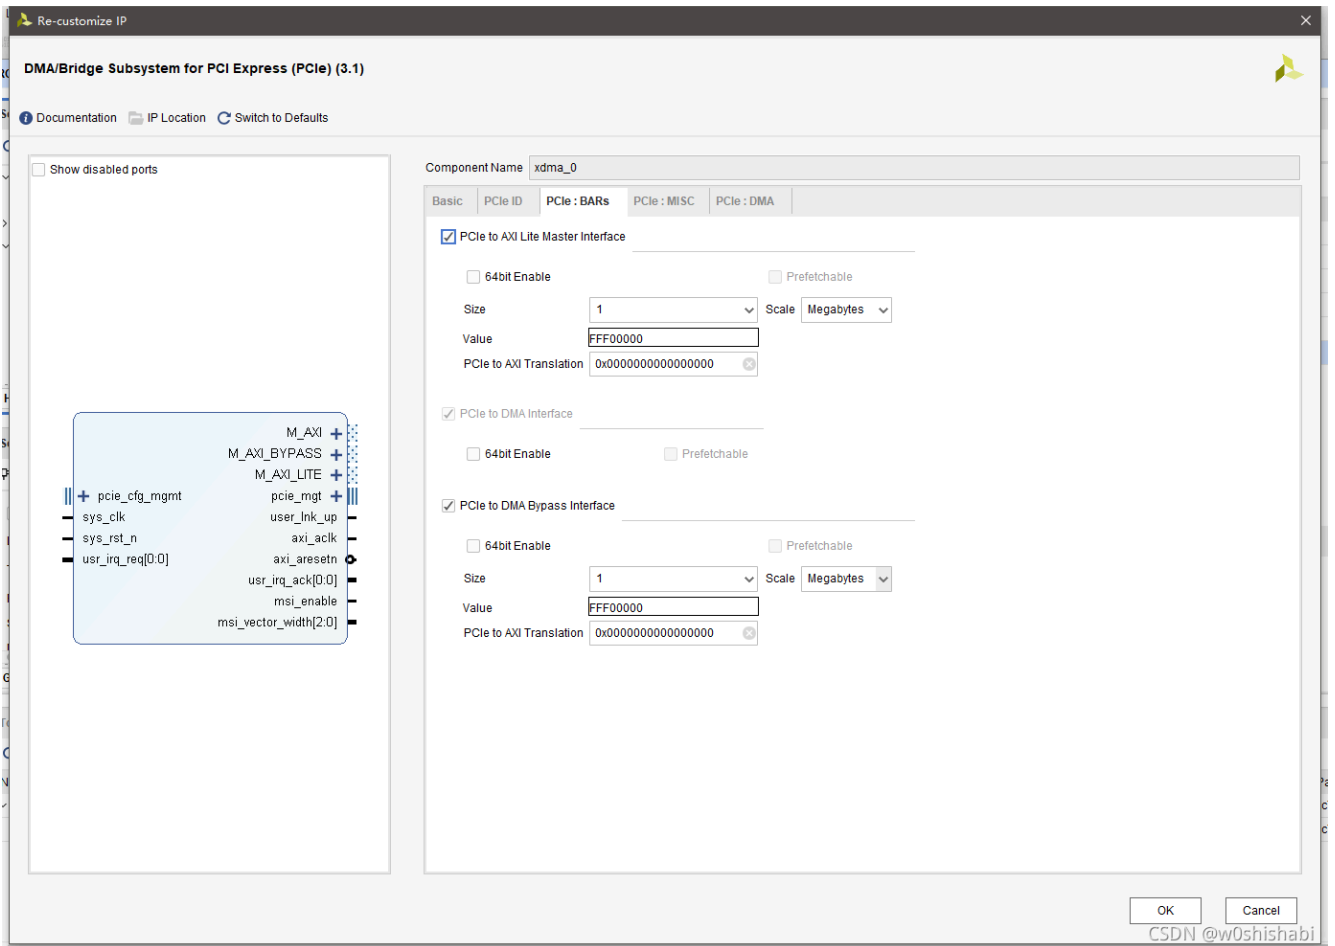 Re-customize IP
DMA/Bridge Subsystem for PCI Express (PCIe) (3.1)
Documentation IP Location Switch to Defaults
Show disabled ports
M_AXI
M_AXI_BYPASS
M_AXI_LITE
pcie_cfg_mgmt pcie_mgt
sys_clk user_lnk_up
sys_rst_n axi_aclk
usr_irq_req[0:0] axi_aresetn
usr_irq_ack[0:0]
msi_enable
msi_vector_width[2:0]
Component Name xdma_0
Basic PCIe ID PCIe : BARs PCIe : MISC PCIe : DMA
PCIe to AXI Lite Master Interface
64bit Enable Prefetchable
Size 1 Scale Megabytes
Value FFF00000
PCIe to AXI Translation 0x0000000000000000
PCIe to DMA Interface
64bit Enable Prefetchable
PCIe to DMA Bypass Interface
64bit Enable Prefetchable
Size 1 Scale Megabytes
Value FFF00000
PCIe to AXI Translation 0x0000000000000000
OK Cancel
CSDN @w0shishabi